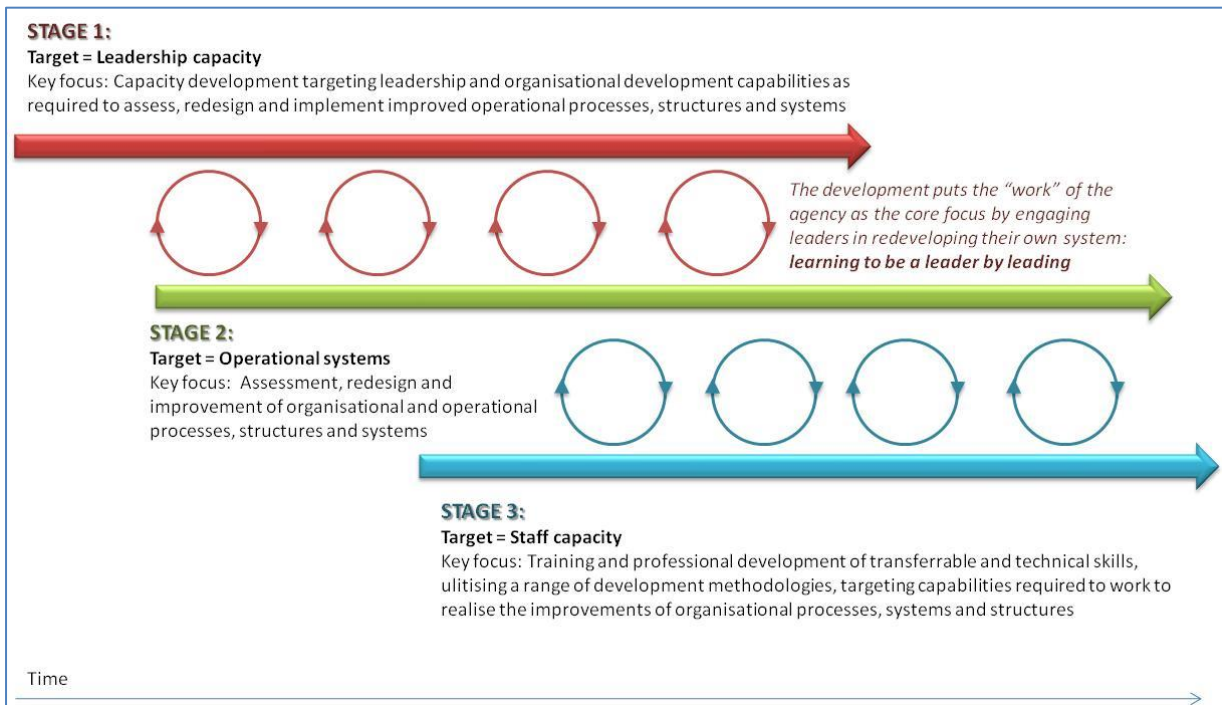 STAGE 1:
Target = Leadership capacity
Key focus: Capacity development targeting leadership and organisational development capabilities as
required to assess, redesign and implement improved operational processes, structures and systems
The development puts the “work” of the
agency as the core focus by engaging
leaders in redeveloping their own system:
learning to be a leader by leading
STAGE 2:
Target = Operational systems
Key focus:  Assessment, redesign and
improvement of organisational and operational
processes, structures and systems
STAGE 3:
Target = Staff capacity
Key focus: Training and professional development of transferrable and technical skills,
ulitising a range of development methodologies, targeting capabilities required to work to
realise the improvements of organisational processes, systems and structures
Time